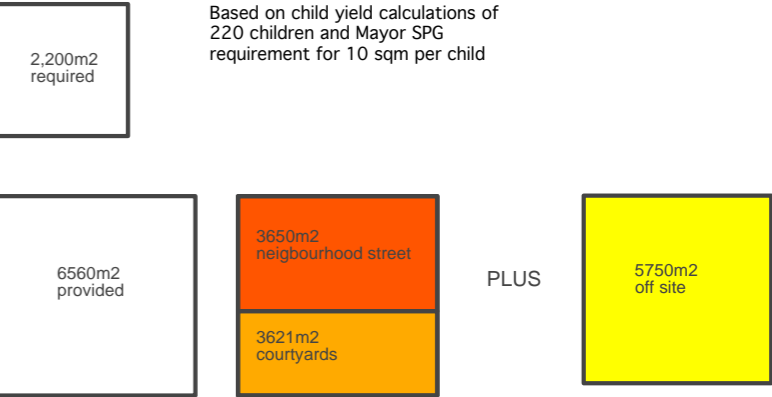 Based on child yield calculations of
220 children and Mayor SPG
requirement for 10 sqm per child
2,200m2
required
6560m2
provided
3650m2
neigbourhood street
3621m2
courtyards
PLUS
5750m2
off site